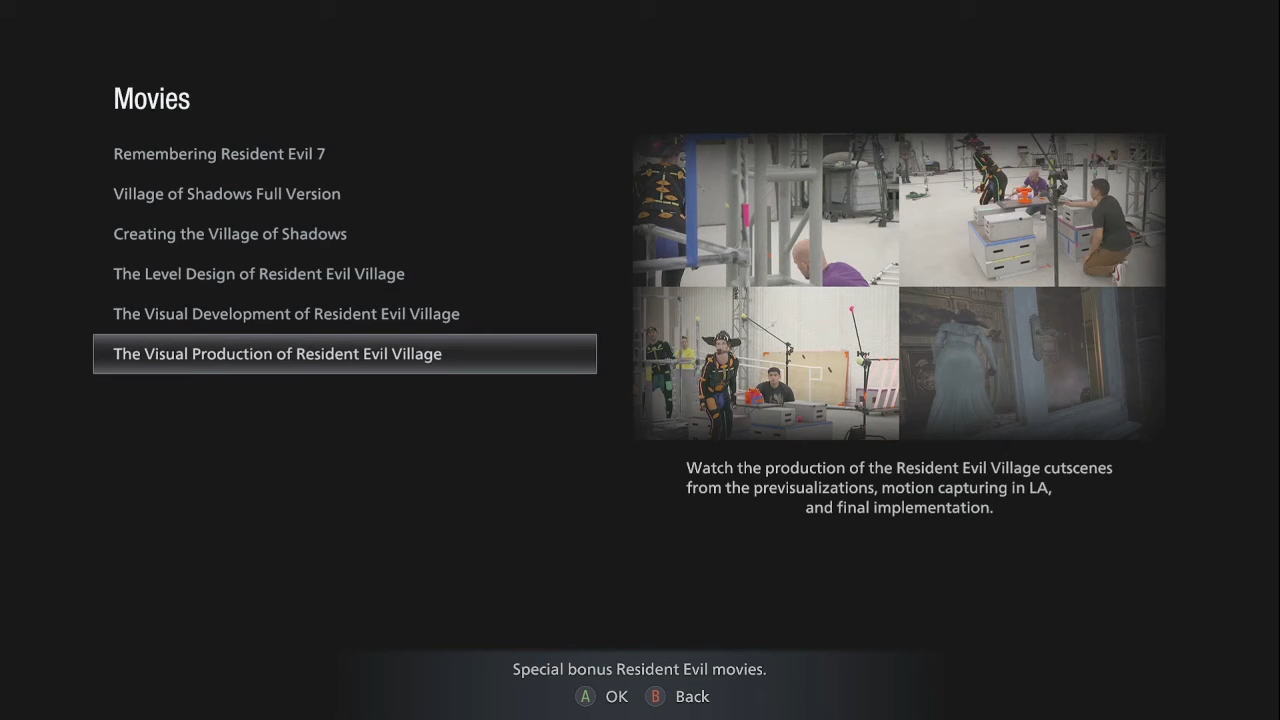 Movies
Remembering Resident Evil 7
Village of Shadows Full Version
Creating the Village of Shadows
The Level Design of Resident Evil Village
The Visual Development of Resident Evil Village
The Visual Production of Resident Evil Village
Watch the production of the Resident Evil Village cutscenes
from the previsualizations, motion capturing in LA,
and final implementation.
Special bonus Resident Evil movies.
A OK B Back